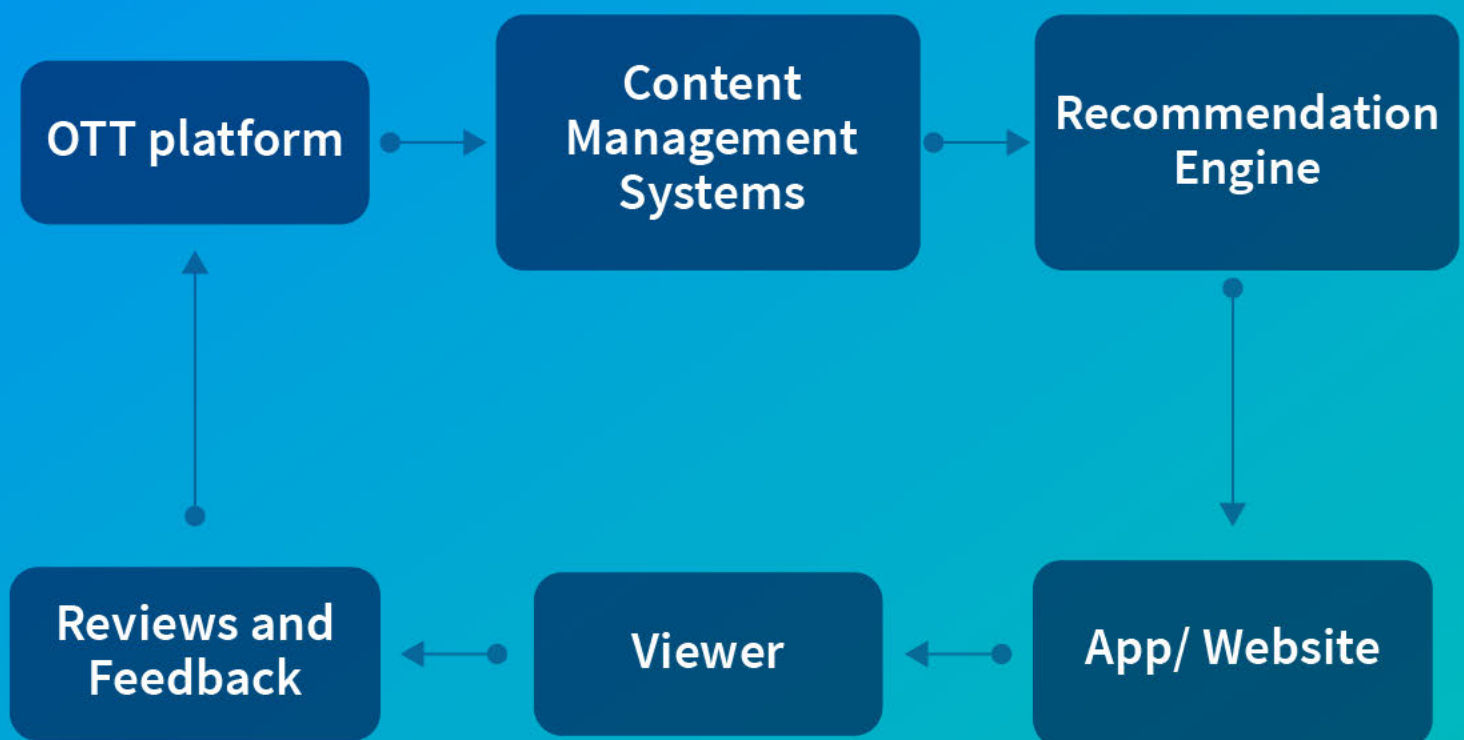 OTT platform
Content
Management
Systems
Recommendation
Engine
Reviews and
Feedback
Viewer
App/ Website